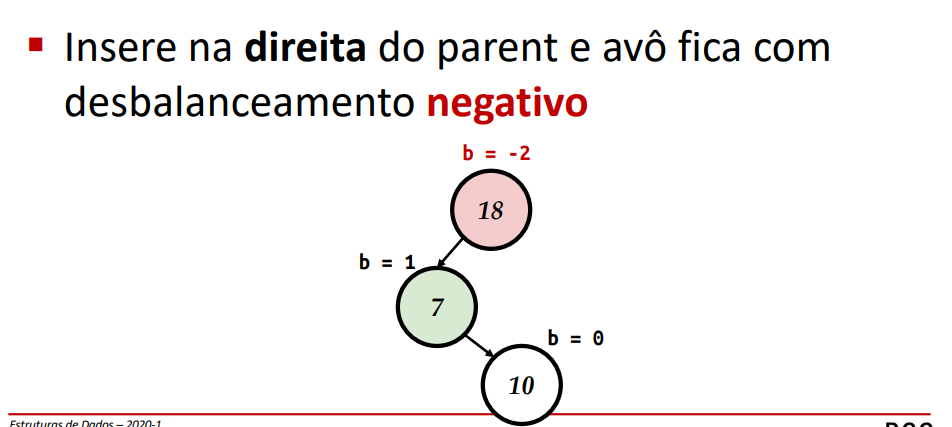 Insere na direita do parent e avô fica com
desbalanceamento negativo
b = -2
18
b = 1
7
b = 0
10
Estruturas de Dados – 2020-1